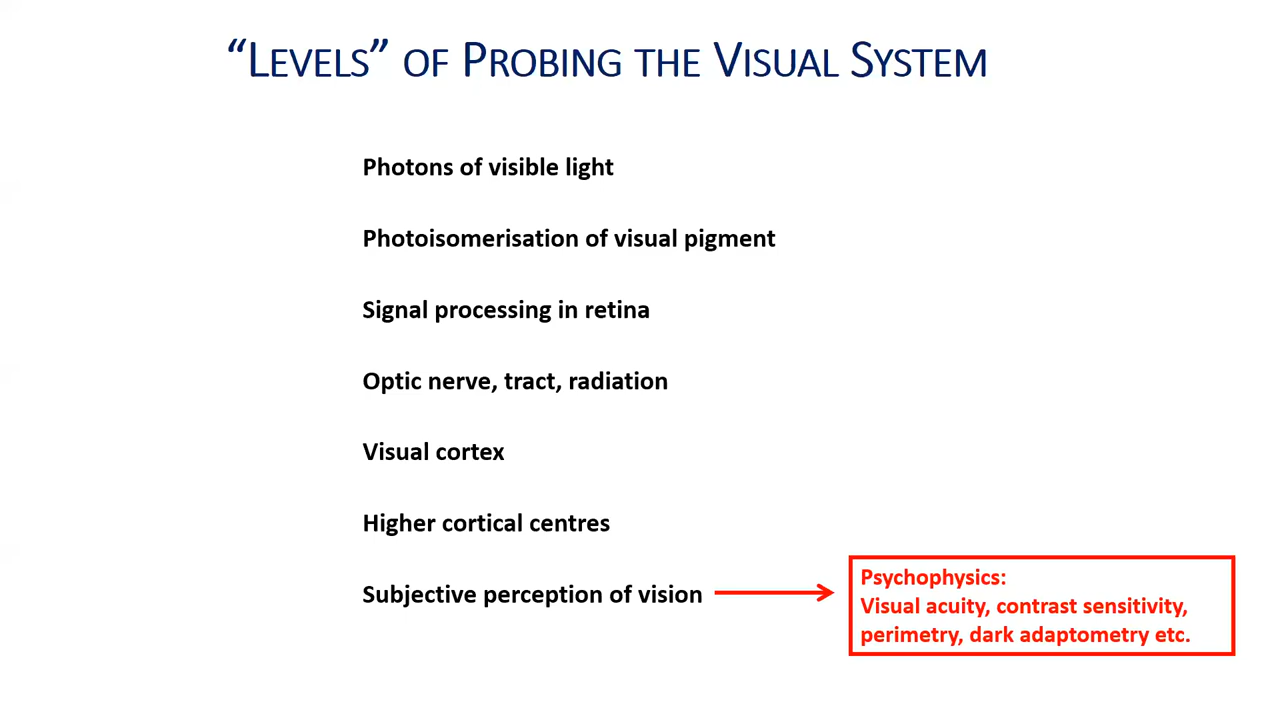 “Levels” of Probing the Visual System
Photons of visible light
Photoisomerisation of visual pigment
Signal processing in retina
Optic nerve, tract, radiation
Visual cortex
Higher cortical centres
Subjective perception of vision
Psychophysics:
Visual acuity, contrast sensitivity,
perimetry, dark adaptometry etc.